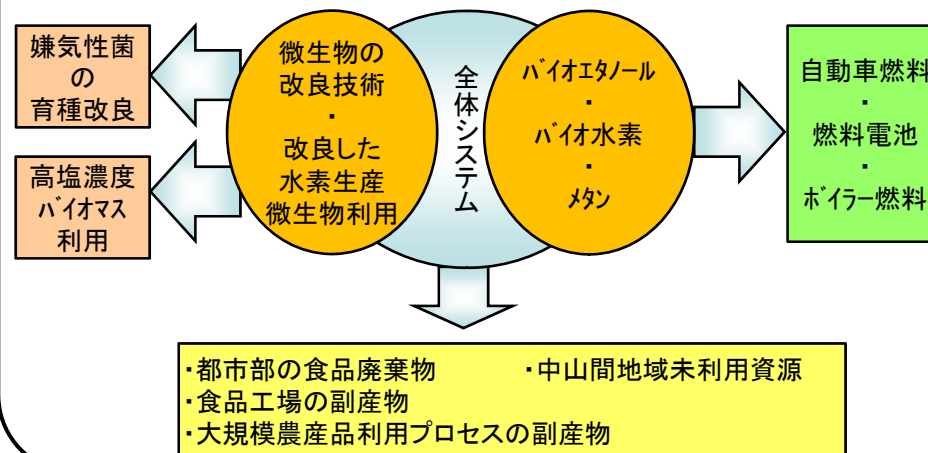 嫌気性菌
の
育種改良
高塩濃度
ﾊﾞｲｵﾏｽ
利用
微生物の
改良技術
・
改良した
水素生産
微生物利用
全体システム
ﾊﾞｲｵｴﾀﾉｰﾙ
・
ﾊﾞｲｵ水素
・
ﾒﾀﾝ
自動車燃料
・
燃料電池
・
ﾎﾞｲﾗｰ燃料
・都市部の食品廃棄物 ・中山間地域未利用資源
・食品工場の副産物
・大規模農産品利用プロセスの副産物